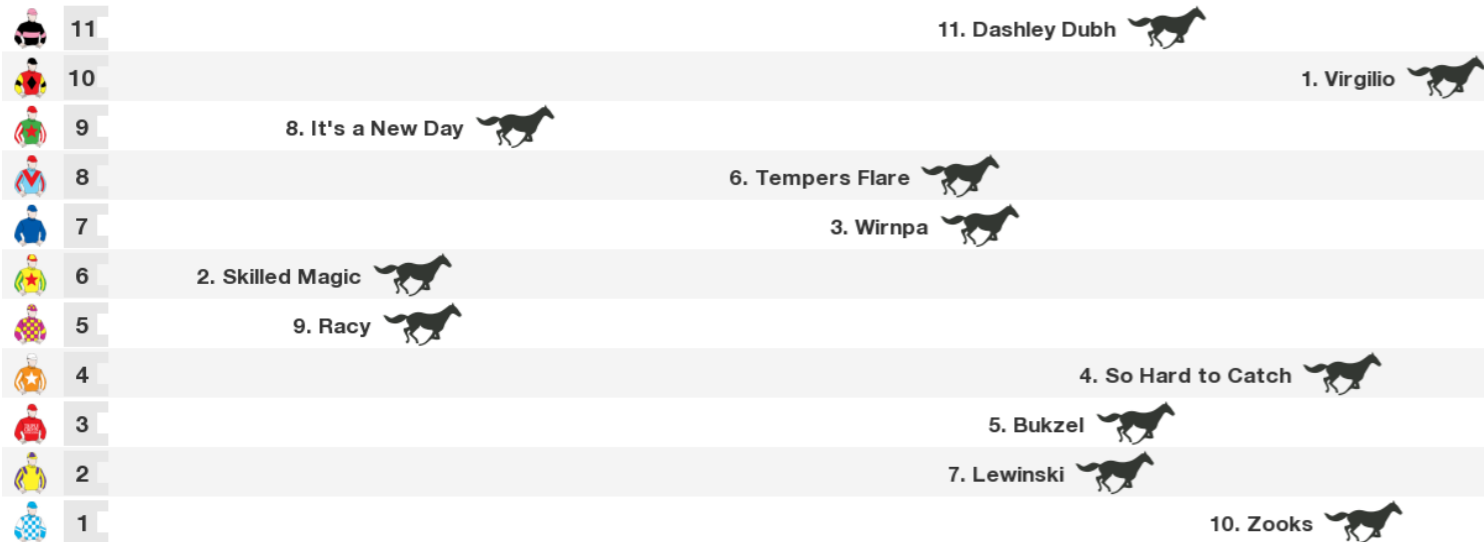 11 11. Dashley Dubh
10 1. Virgilio
9 8. It's a New Day
8 6. Tempers Flare
7 3. Wirnpa
6 2. Skilled Magic
5 9. Racy
4 4. So Hard to Catch
3 5. Bukzel
2 7. Lewinski
1 10. Zooks